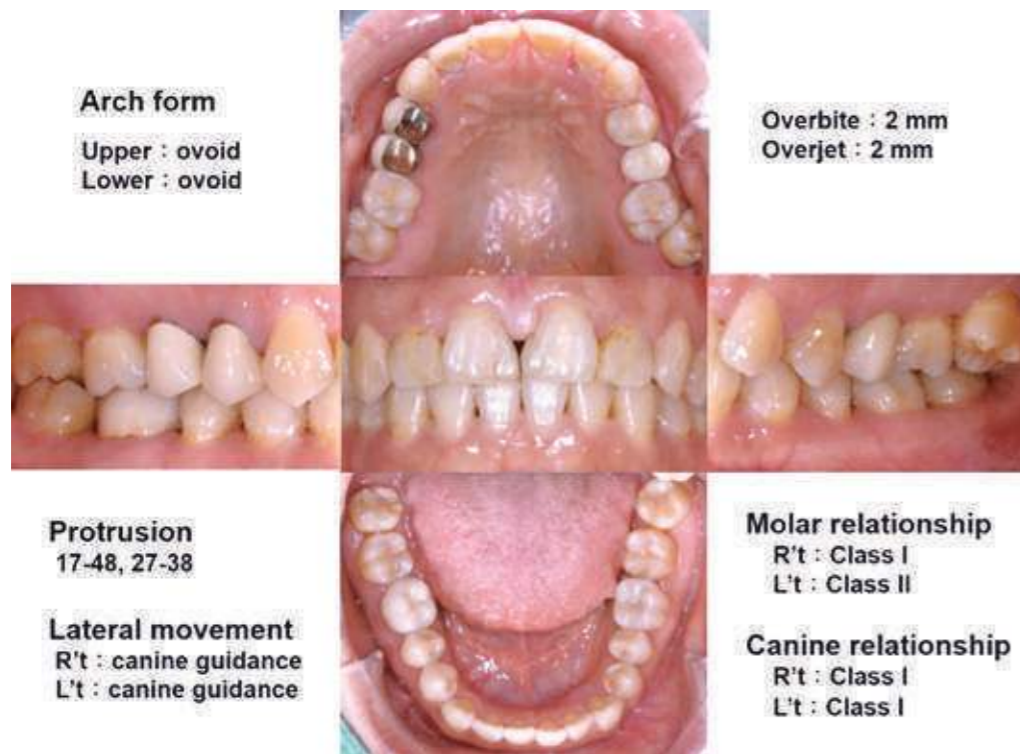 Arch form
Upper：ovoid
Lower：ovoid
Overbite：2 mm
Overjet：2 mm
Protrusion
17-48, 27-38
Lateral movement
R't：canine guidance
L't：canine guidance
Molar relationship
R't：Class I
L't：Class II
Canine relationship
R't：Class I
L't：Class I